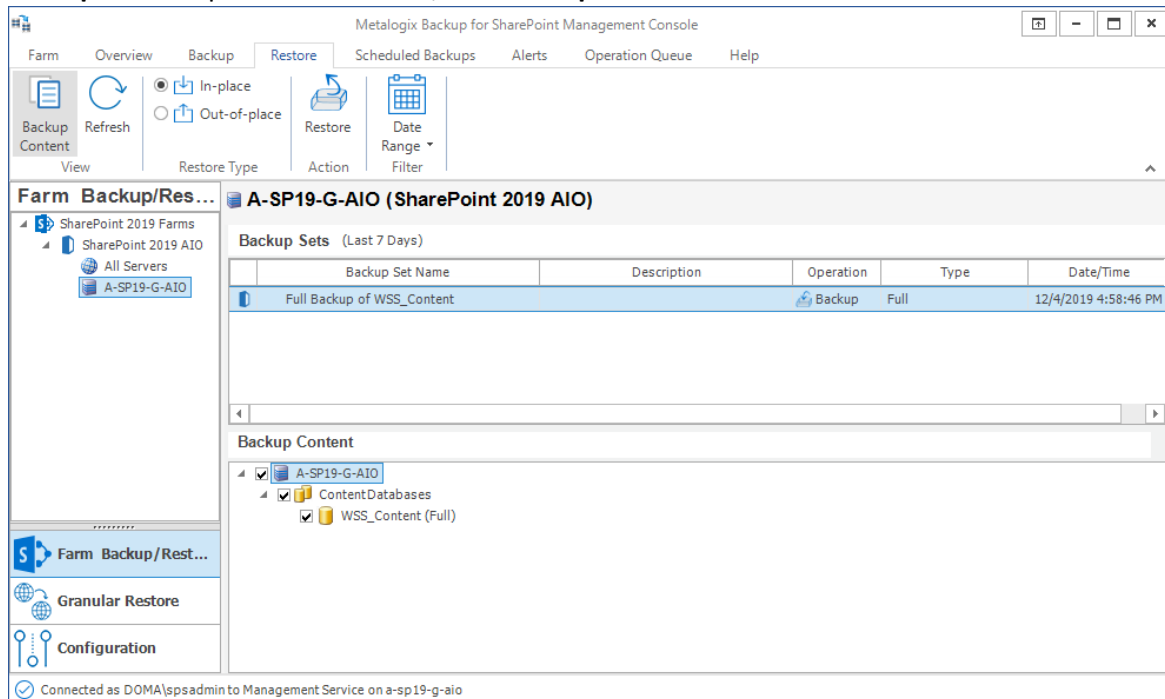 Metalogix Backup for SharePoint Management Console
Farm Overview Backup Restore Scheduled Backups Alerts Operation Queue Help
In-place
Out-of-place
Backup Content
Refresh
Restore
Date Range
View Restore Type Action Filter
Farm Backup/Res...
SharePoint 2019 Farms
SharePoint 2019 AIO
All Servers
A-SP19-G-AIO
A-SP19-G-AIO (SharePoint 2019 AIO)
Backup Sets (Last 7 Days)
Backup Set Name Description Operation Type Date/Time
Full Backup of WSS_Content Backup Full 12/4/2019 4:58:46 PM
Backup Content
A-SP19-G-AIO
ContentDatabases
WSS_Content (Full)
Farm Backup/Rest...
Granular Restore
Configuration
Connected as DOMA\spsadmin to Management Service on a-sp19-g-aio